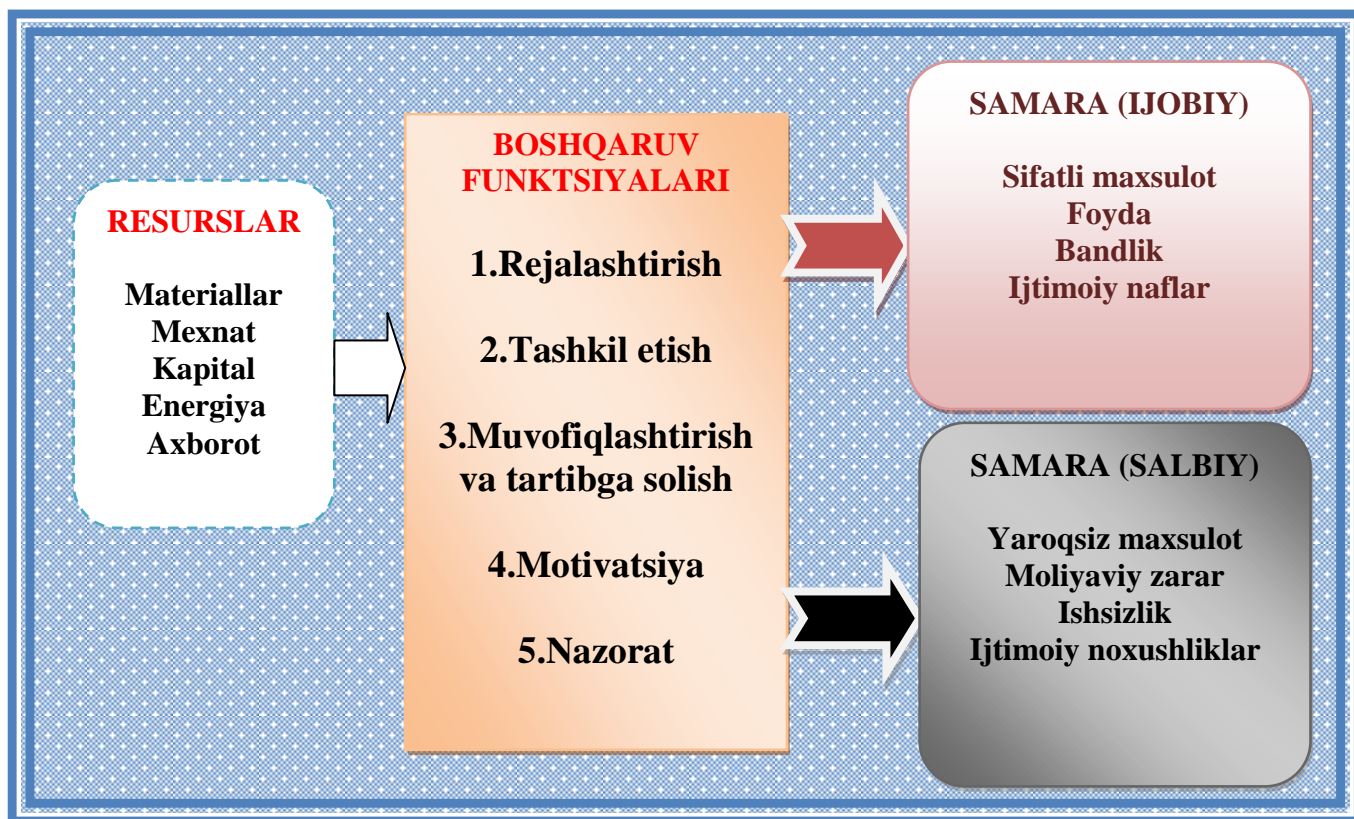 RESURSLAR
Materiallar
Mexnat
Kapital
Energiya
Axborot
BOSHQARUV
FUNKTSIYALARI
1.Rejalashtirish
2.Tashkil etish
3.Muvofiqlashtirish
va tartibga solish
4.Motivatsiya
5.Nazorat
SAMARA (IJOBIY)
Sifatli maxsulot
Foyda
Bandlik
Ijtimoiy naflar
SAMARA (SALBIY)
Yaroqsiz maxsulot
Moliyaviy zarar
Ishsizlik
Ijtimoiy noxushliklar